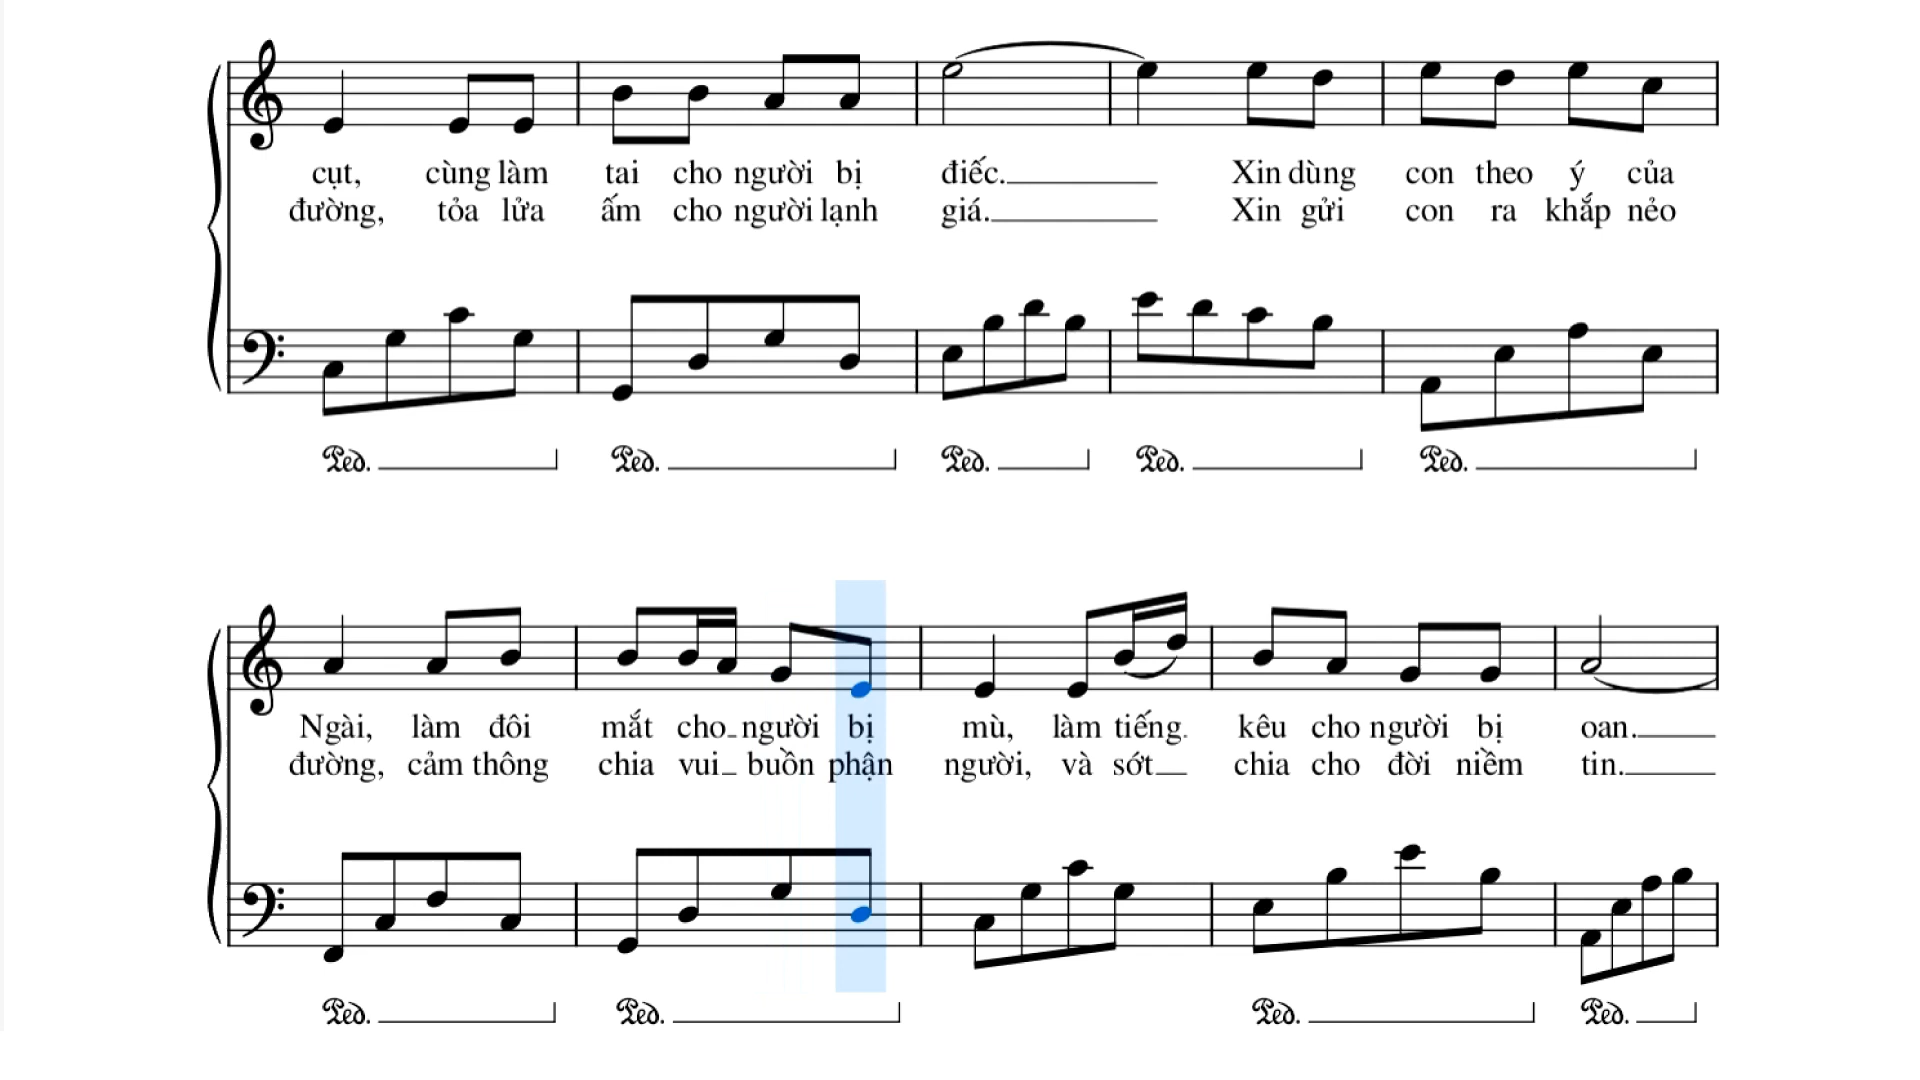 cụt, cùng làm tai cho người bị điếc. Xin dùng con theo ý của
đường, tỏa lửa ấm cho người lạnh giá. Xin gửi con ra khắp nẻo
Ped. Ped. Ped. Ped. Ped.
Ngài, làm đôi mắt cho người bị mù, làm tiếng kêu cho người bị oan.
đường, cảm thông chia vui buồn phận người, và sớt chia cho đời niềm tin.
Ped. Ped. Ped. Ped.